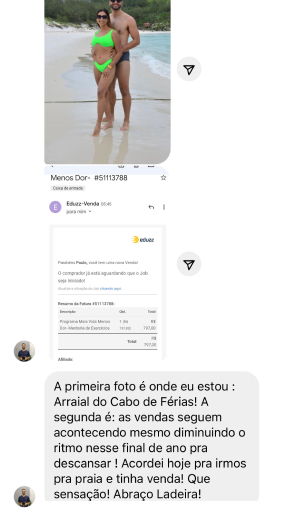 Menos Dor- #51113788
Caixa de entrada
E Eduzz-Venda 05:45
para mim
eduzz
Parabéns Paulo, você tem uma nova Venda!
O comprador já está aguardando que o Job
seja iniciado!
clicando aqui
Resumo da Fatura #51113788:
Descrição Qtd. Total
Programa Mais Vida Menos 1 dia R$
Dor -Mentoria de Exercícios 797,00
Total R$
797,00
Afiliado:
A primeira foto é onde eu estou :
Arraial do Cabo de Férias! A
segunda é: as vendas seguem
acontecendo mesmo diminuindo o
ritmo nesse final de ano pra
descansar ! Acordei hoje pra irmos
pra praia e tinha venda! Que
sensação! Abraço Ladeira!